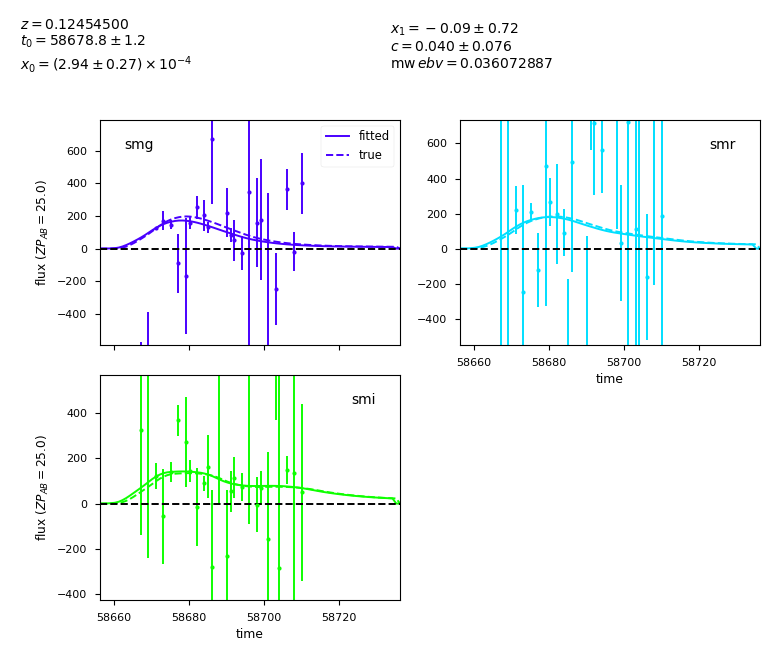 z = 0.12454500
t₀ = 58678.8 ± 1.2
x₀ = (2.94 ± 0.27) × 10⁻⁴
x₁ = −0.09 ± 0.72
c = 0.040 ± 0.076
mw ebv = 0.036072887
smg
fitted
true
600
400
200
0
−200
−400
flux (ZP_AB = 25.0)
smr
600
400
200
0
−200
−400
58660 58680 58700 58720
time
smi
400
200
0
−200
−400
flux (ZP_AB = 25.0)
58660 58680 58700 58720
time